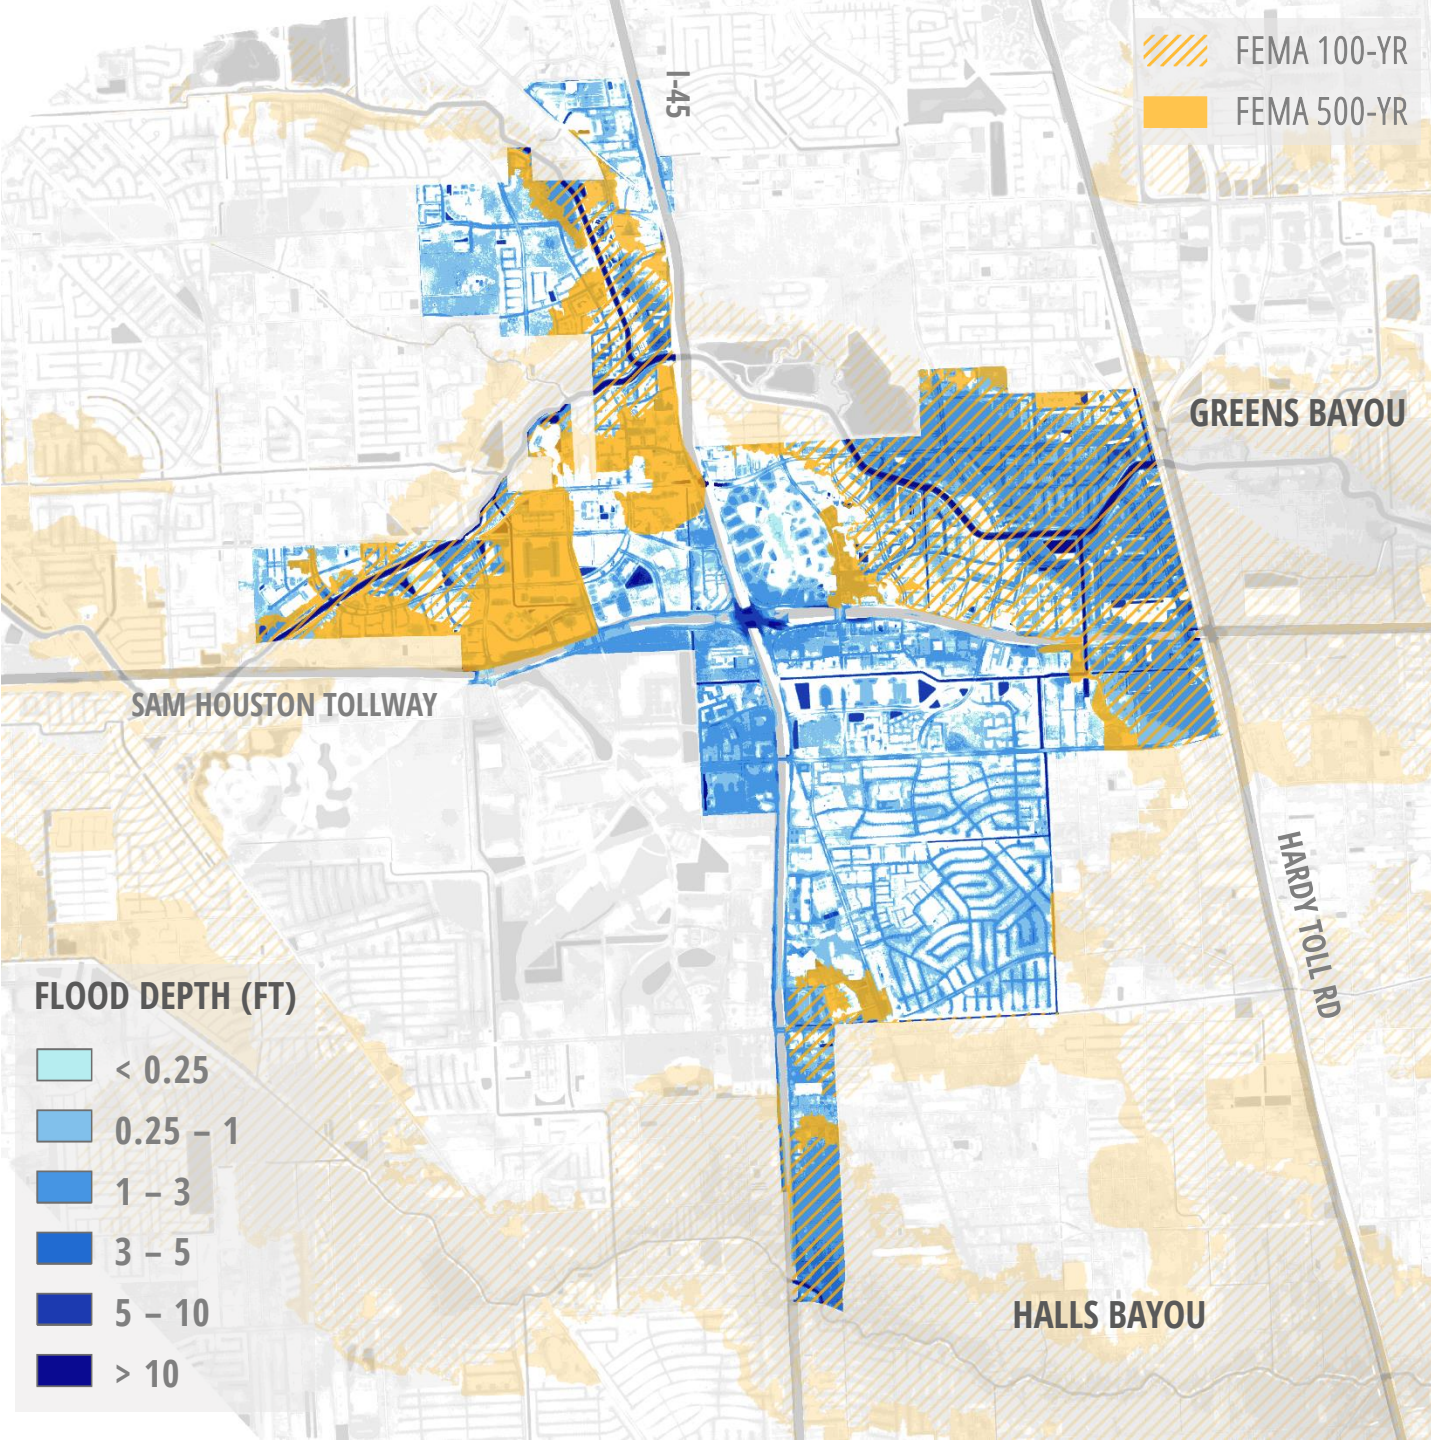 FEMA 100-YR
FEMA 500-YR
I-45
GREENS BAYOU
SAM HOUSTON TOLLWAY
HARDY TOLL RD
FLOOD DEPTH (FT)
< 0.25
0.25 – 1
1 – 3
3 – 5
5 – 10
> 10
HALLS BAYOU